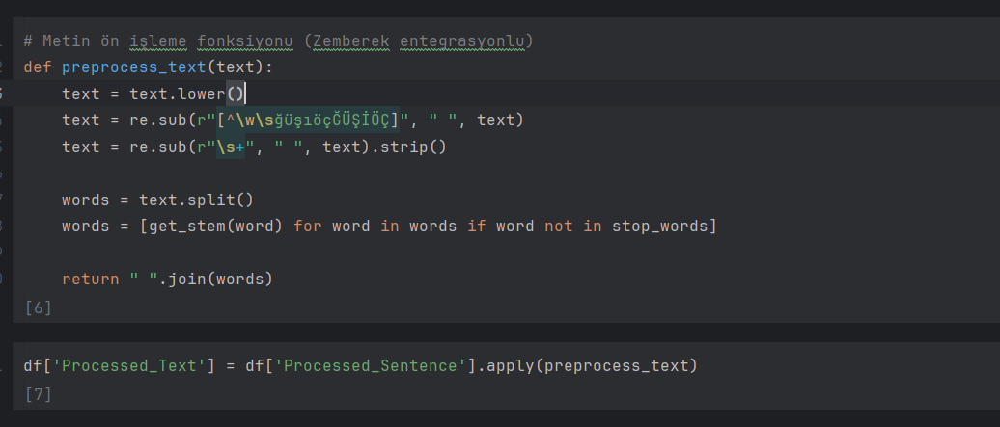 # Metin ön işleme fonksiyonu (Zemberek entegrasyonlu)
def preprocess_text(text):
    text = text.lower()
    text = re.sub(r"[^\w\sğüşıöçĞÜŞİÖÇ]", " ", text)
    text = re.sub(r"\s+", " ", text).strip()
    words = text.split()
    words = [get_stem(word) for word in words if word not in stop_words]
    return " ".join(words)
[6]
df['Processed_Text'] = df['Processed_Sentence'].apply(preprocess_text)
[7]